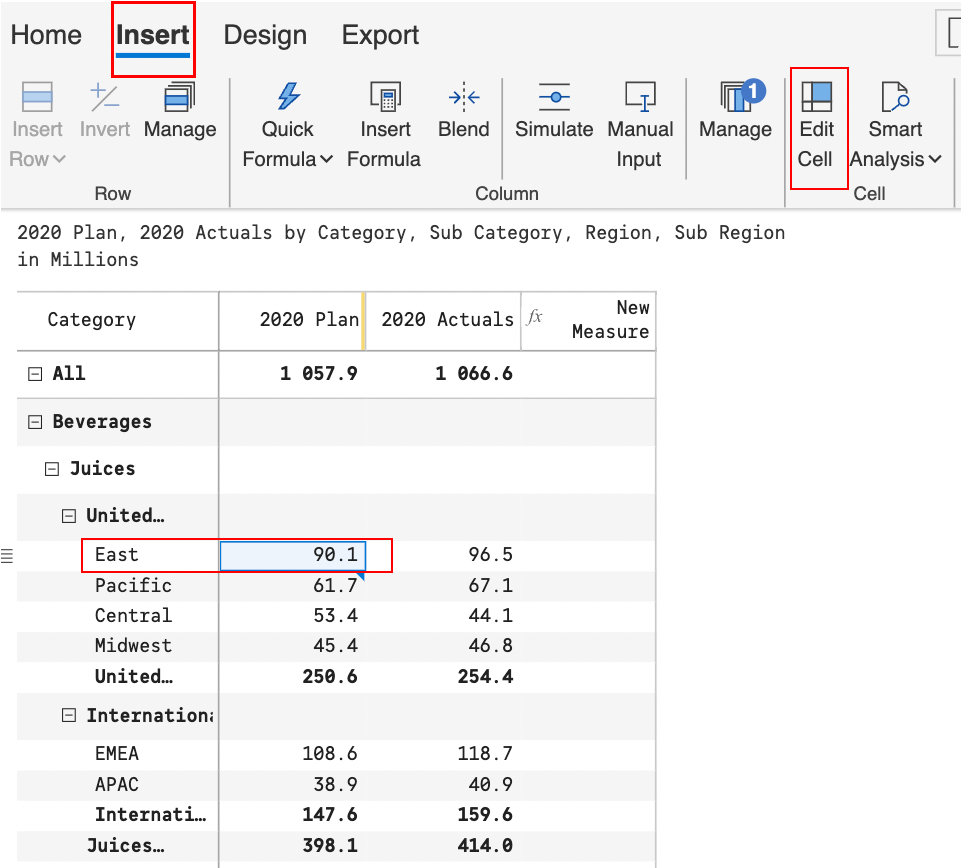 Home Insert Design Export
Insert Invert Manage Quick Insert Blend Simulate Manual Manage 1 Edit Smart
Row Formula Formula Input Cell Analysis
Row Column Cell
2020 Plan, 2020 Actuals by Category, Sub Category, Region, Sub Region
in Millions
Category 2020 Plan 2020 Actuals fx New
Measure
All 1 057.9 1 066.6
Beverages
Juices
United…
East 90.1 96.5
Pacific 61.7 67.1
Central 53.4 44.1
Midwest 45.4 46.8
United… 250.6 254.4
Internationa
EMEA 108.6 118.7
APAC 38.9 40.9
Internati… 147.6 159.6
Juices… 398.1 414.0